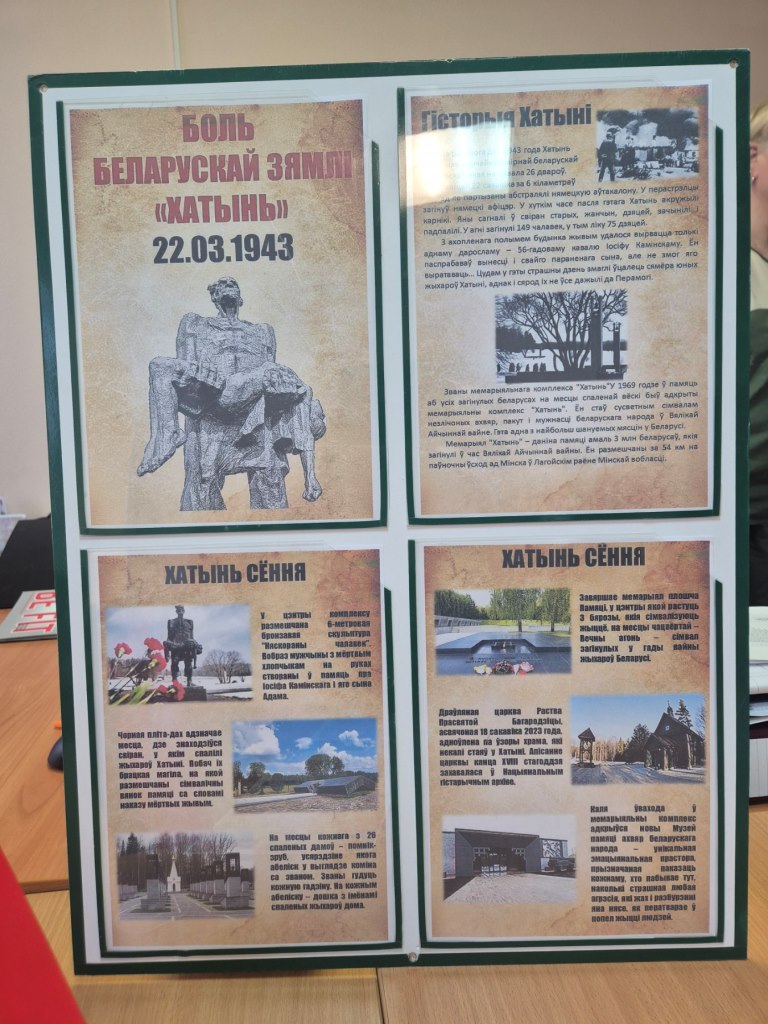 БОЛЬ
БЕЛАРУСКАЙ ЗЯМЛІ
«ХАТЫНЬ»
22.03.1943
Гісторыя Хатыні
1943 года Хатынь
беларускай
26 двароў.
за 6 кіламетраў
партызаны абстралялі нямецкую аўтакалону. У перастрэлцы
загінуў нямецкі афіцэр. У хуткім часе пасля гэтага Хатынь акружылі
карнікі. Яны сагналі ў свіран старых, жанчын, дзяцей, зачынілі і
падпалілі. У агні загінулі 149 чалавек, у тым ліку 75 дзяцей.
З ахопленага полымем будынка жывым удалося вырвацца толькі
аднаму дарослему – 56-гадоваму кавалю Іосіфу Камінскаму. Ён
паспрабаваў вынесці і свайго параненага сына, але не змог яго
выратаваць... Цудам у гэты страшны дзень змаглі ўцалець сямёра юных
жыхароў Хатыні, аднак і сярод іх не ўсе дажылі да Перамогі.
Званы мемарыяльнага комплекса "Хатынь"У 1969 годзе ў памяць
аб усіх загінулых беларусах на месцы спаленай вёскі быў адкрыты
мемарыяльны комплекс "Хатынь". Ён стаў сусветным сімвалам
незлічоных ахвяр, пакут і мужнасці беларускага народа ў Вялікай
Айчыннай вайне. Гэта адна з найбольш шануемых мясцін у Беларусі.
Мемарыял "Хатынь" – даніна памяці амаль 3 млн беларусаў, якія
загінулі ў час Вялікай Айчыннай вайны. Ён размешчаны за 54 км на
паўночны ўсход ад Мінска ў Лагойскім раёне Мінскай вобласці.
ХАТЫНЬ СЁННЯ
У цэнтры комплексу
размешчана 6-метровая
бронзавая скульптура
"Няскораны чалавек".
Вобраз мужчыны з мёртвым
хлопчыкам на руках
створаны ў памяць пра
Іосіфа Камінскага і яго сына
Адама.
Чорная пліта-дах адзначае
месца, дзе знаходзіўся
свіран, у якім спалілі
жыхароў Хатыні. Побач іх
брацкая магіла, на якой
размешчаны сімвалічны
вянок памяці са словамі
наказу мёртвых жывым.
На месцы кожнага з 26
спаленых дамоў – помнік-
зруб, усярэдзіне якога
абеліск у выглядзе коміна
са званом. Званы гудуць
кожную гадзіну. На кожным
абеліску – дошка з імёнамі
спаленых жыхароў дома.
ХАТЫНЬ СЁННЯ
Завяршае мемарыял плошча
Памяці, у цэнтры якой растуць
3 бярозы, якія сімвалізуюць
жыццё, на месцы чацвёртай –
Вечны агонь – сімвал
загінулых у гады вайны
жыхароў Беларусі.
Драўляная царква Раства
Прасвятой Багародзіцы,
асвячоная 18 сакавіка 2023 года,
адноўлена па ўзоры храма, які
некалі стаяў у Хатыні. Апісанне
царквы канца XVIII стагоддзя
захавалася ў Нацыянальным
гістарычным архіве.
Каля ўвахода ў
мемарыяльны комплекс
адкрыўся новы Музей
памяці ахвяр беларускага
народа – унікальная
эмацыянальная прастора,
прызначаная паказаць
кожнаму, хто пабывае тут,
наколькі страшная любая
агрэсія, які жах і разбурэнні
яна нясе, як ператварае ў
попел жыцці людзей.